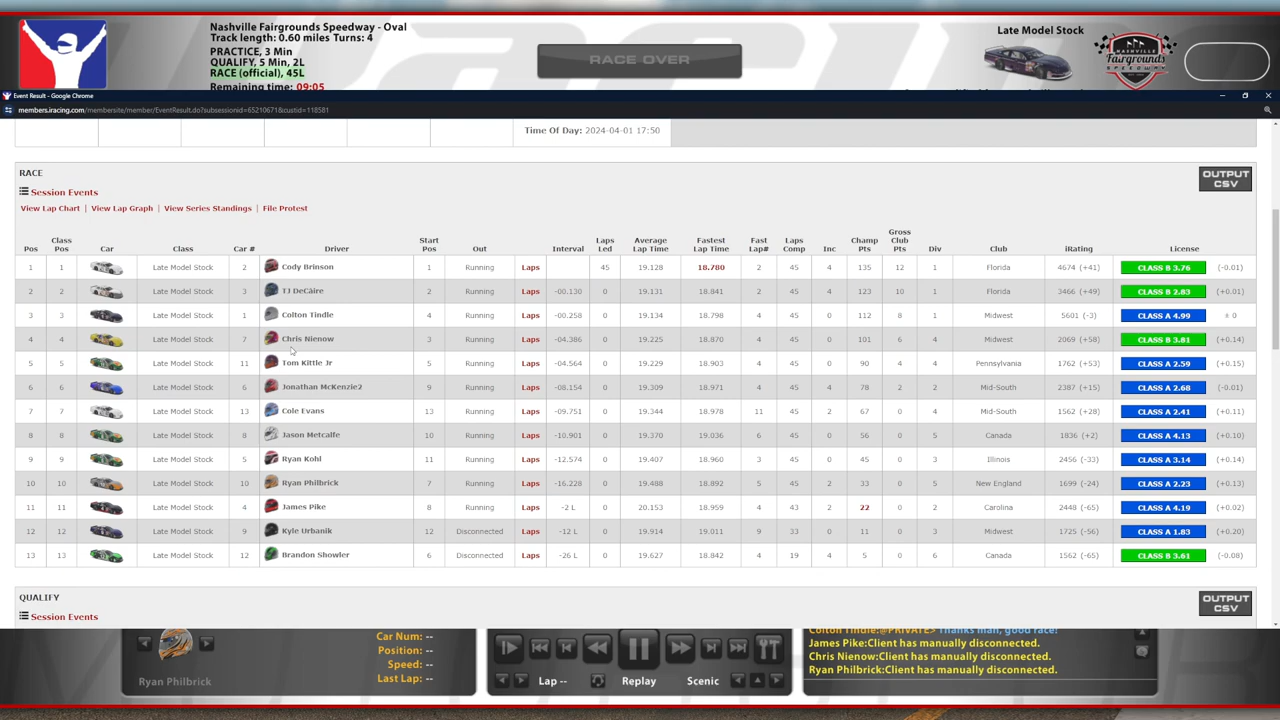 Nashville Fairgrounds Speedway - Oval
Track length: 0.60 miles Turns: 4
PRACTICE, 3 Min
QUALIFY, 5 Min, 2L
RACE (official), 45L
Remaining time: 09:05
RACE OVER
Late Model Stock
NASHVILLE
Fairgrounds
SPEEDWAY
Event Result - Google Chrome
members.iracing.com/membersite/member/EventResult.do?subsessionid=65210671&custid=118581
Time Of Day: 2024-04-01 17:50
RACE
OUTPUT CSV
Session Events
View Lap Chart | View Lap Graph | View Series Standings | File Protest
Pos Class Pos Car Class Car # Driver Start Pos Out Interval Laps Led Average Lap Time Fastest Lap Time Fast Lap# Laps Comp Inc Champ Pts Gross Club Pts Div Club iRating License
1 1 Late Model Stock 2 Cody Brinson 1 Running Laps 45 19.128 18.780 2 45 4 135 12 1 Florida 4674 (+41) CLASS B 3.76 (-0.01)
2 2 Late Model Stock 3 TJ DeCaire 2 Running Laps -00.130 0 19.131 18.841 2 45 4 123 10 1 Florida 3466 (+49) CLASS B 2.83 (+0.01)
3 3 Late Model Stock 1 Colton Tindle 4 Running Laps -00.258 0 19.134 18.798 4 45 4 112 8 1 Midwest 5601 (-3) CLASS A 4.99 ± 0
4 4 Late Model Stock 7 Chris Nienow 3 Running Laps -04.386 0 19.225 18.870 4 45 0 101 6 4 Midwest 2069 (+58) CLASS B 3.81 (+0.14)
5 5 Late Model Stock 11 Tom Kittle Jr 5 Running Laps -04.564 0 19.229 18.903 4 45 0 90 4 4 Pennsylvania 1762 (+53) CLASS A 2.59 (+0.15)
6 6 Late Model Stock 6 Jonathan McKenzie2 9 Running Laps -08.154 0 19.309 18.971 4 45 4 78 2 2 Mid-South 2387 (+15) CLASS A 2.68 (-0.01)
7 7 Late Model Stock 13 Cole Evans 13 Running Laps -09.751 0 19.344 18.978 11 45 2 67 0 4 Mid-South 1562 (+28) CLASS A 2.41 (+0.11)
8 8 Late Model Stock 8 Jason Metcalfe 10 Running Laps -10.901 0 19.370 19.036 6 45 0 56 0 5 Canada 1836 (+2) CLASS A 4.13 (+0.10)
9 9 Late Model Stock 5 Ryan Kohl 11 Running Laps -12.574 0 19.407 18.960 3 45 0 45 0 3 Illinois 2456 (-33) CLASS A 3.14 (+0.14)
10 10 Late Model Stock 10 Ryan Philbrick 7 Running Laps -16.228 0 19.488 18.892 5 45 2 33 0 5 New England 1699 (-24) CLASS A 2.23 (+0.13)
11 11 Late Model Stock 4 James Pike 8 Running Laps -2 L 0 20.153 18.959 4 43 2 22 0 2 Carolina 2448 (-65) CLASS A 4.19 (+0.02)
12 12 Late Model Stock 9 Kyle Urbanik 12 Disconnected Laps -12 L 0 19.914 19.011 9 33 0 11 0 3 Midwest 1725 (-56) CLASS A 1.83 (+0.20)
13 13 Late Model Stock 12 Brandon Showler 6 Disconnected Laps -26 L 0 19.627 18.842 4 19 4 5 0 6 Canada 1562 (-65) CLASS B 3.61 (-0.08)
QUALIFY
OUTPUT CSV
Session Events
Ryan Philbrick
Car Num: --
Position: --
Speed: --
Last Lap: --
Lap --
Replay
Scenic
Colton Tindle:@PRIVATE> Thanks man, good race!
James Pike:Client has manually disconnected.
Chris Nienow:Client has manually disconnected.
Ryan Philbrick:Client has manually disconnected.